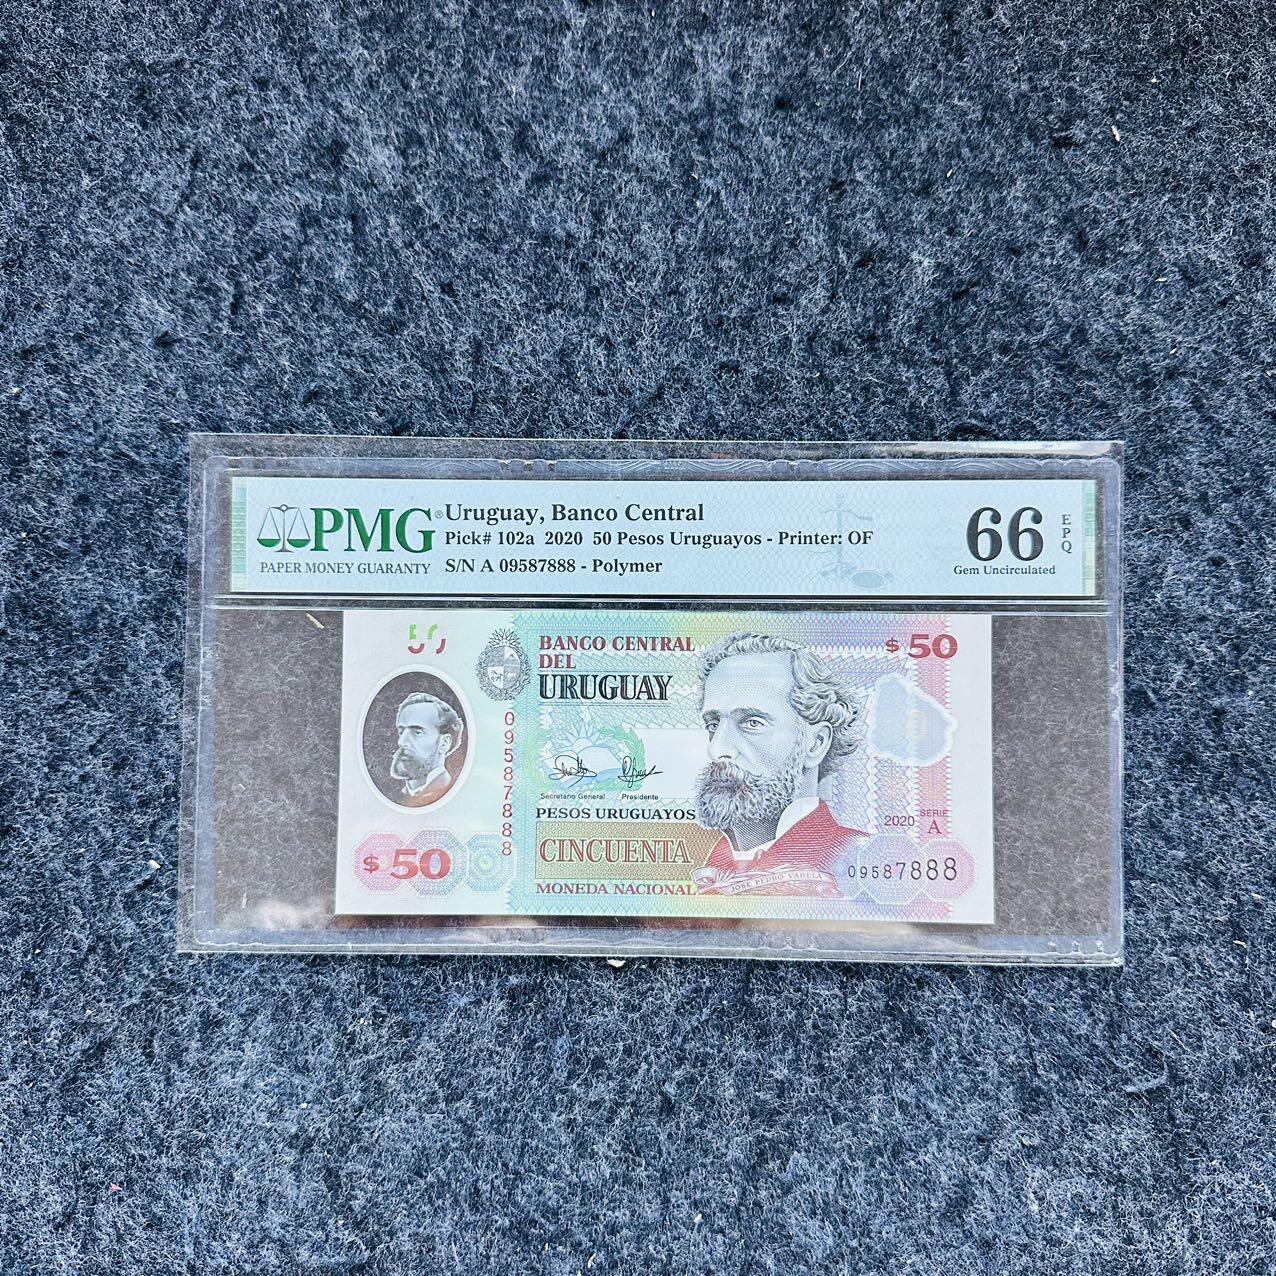 PMG®
PAPER MONEY GUARANTY
Uruguay, Banco Central
Pick# 102a 2020 50 Pesos Uruguayos - Printer: OF
S/N A 09587888 - Polymer
66 EPQ
Gem Uncirculated
50
BANCO CENTRAL
DEL
URUGUAY
$50
09587888
Secretario General Presidente
PESOS URUGUAYOS
CINCUENTA
MONEDA NACIONAL
$50
JOSÉ PEDRO VARELA
2020 SERIE
A
09587888